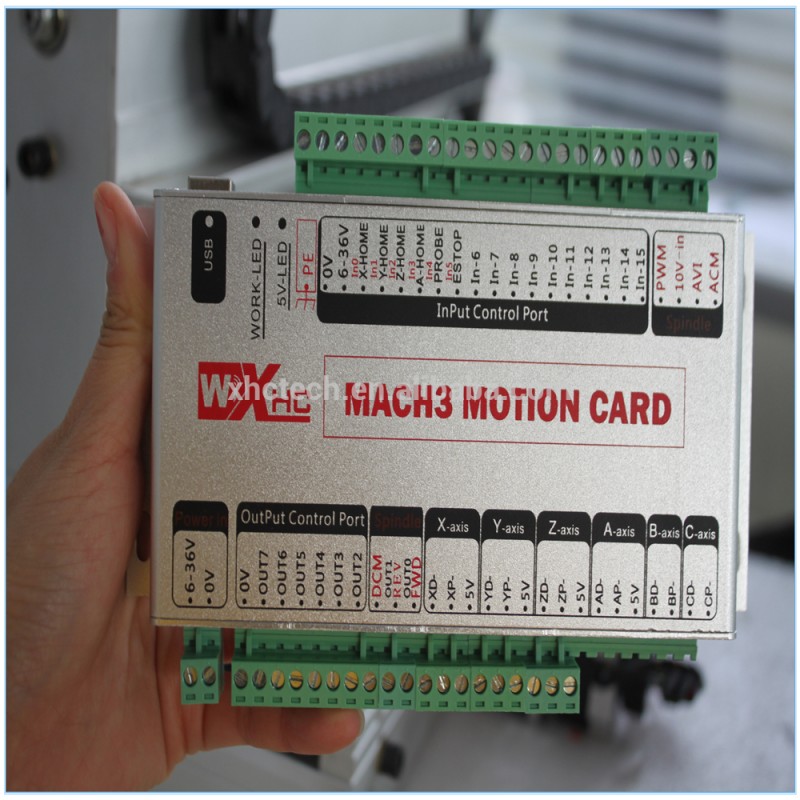 USB
WORK-LED
5V-LED
PE
0V
6-36V
In0
X-HOME
In1
Y-HOME
In2
Z-HOME
In3
A-HOME
In4
PROBE
In5
ESTOP
In-6
In-7
In-8
In-9
In-10
In-11
In-12
In-13
In-14
In-15
PWM
10V-in
AVI
ACM
InPut Control Port
Spindle
WXHC
MACH3 MOTION CARD
Power in
OutPut Control Port
Spindle
X-axis
Y-axis
Z-axis
A-axis
B-axis
C-axis
6-36V
0V
0V
OUT7
OUT6
OUT5
OUT4
OUT3
OUT2
DCM
OUT1
REV
OUT0
FWD
XD-
XP-
5V
YD-
YP-
5V
ZD-
ZP-
5V
AD-
AP-
5V
BD-
BP-
CD-
CP-